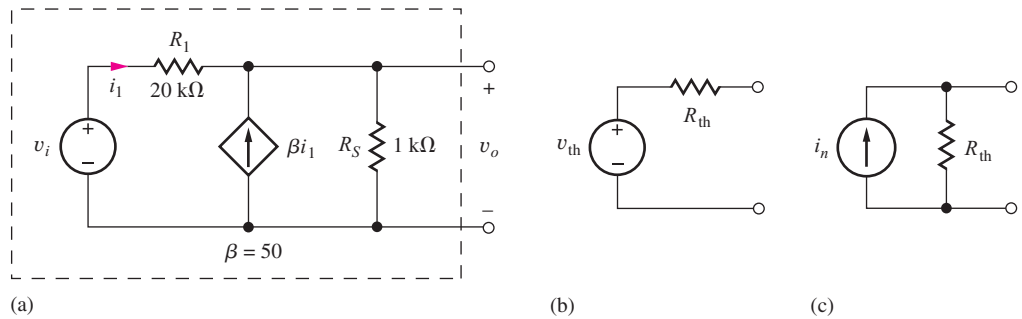 R1
i1
20 kΩ
vi
+
−
βi1
RS
1 kΩ
+
vo
−
β = 50
(a)
Rth
vth
+
−
(b)
in
Rth
(c)